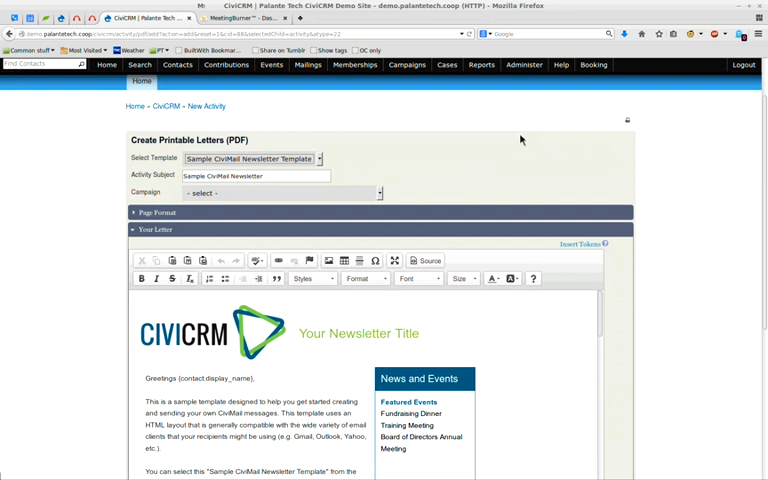 CiviCRM | Palante Tech CiviCRM Demo Site - demo.palantetech.coop (HTTP) - Mozilla Firefox
CiviCRM | Palante Tech ...
MeetingBurner™ - Das...
demo.palantetech.coop/civicrm/activity/pdf/add?action=add&reset=1&cid=88&selectedChild=activity&atype=22
Google
Common stuff
Most Visited
Weather
PT
BuiltWith Bookmar...
Share on Tumblr
Show tags
OC only
Find Contacts
Home Search Contacts Contributions Events Mailings Memberships Campaigns Cases Reports Administer Help Booking Logout
Home
Home » CiviCRM » New Activity
Create Printable Letters (PDF)
Select Template Sample CiviMail Newsletter Template
Activity Subject Sample CiviMail Newsletter
Campaign - select -
Page Format
Your Letter
Insert Tokens
Source
B I S Styles Format Font Size A A ?
CIVICRM Your Newsletter Title
Greetings {contact.display_name},
This is a sample template designed to help you get started creating
and sending your own CiviMail messages. This template uses an
HTML layout that is generally compatible with the wide variety of email
clients that your recipients might be using (e.g. Gmail, Outlook, Yahoo,
etc.).
You can select this "Sample CiviMail Newsletter Template" from the
News and Events
Featured Events
Fundraising Dinner
Training Meeting
Board of Directors Annual
Meeting